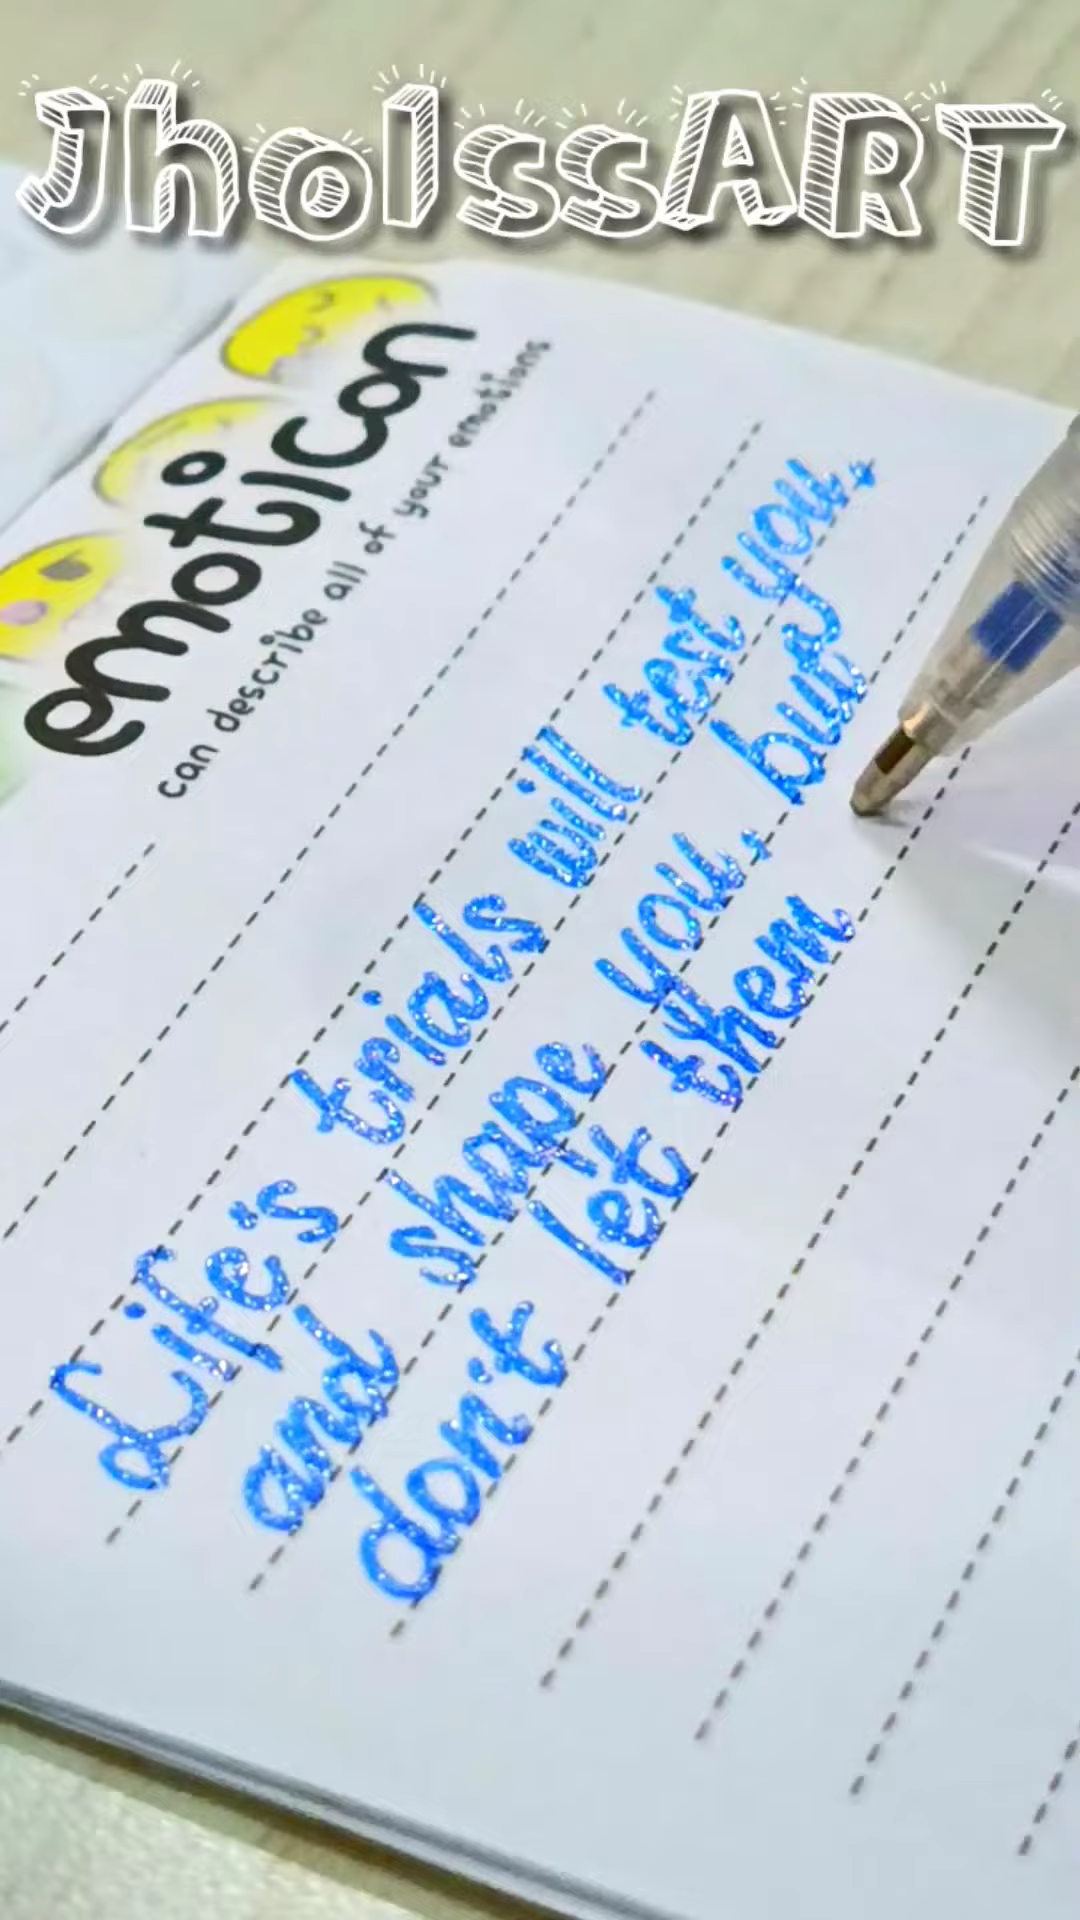 JholssART
emoticon
can describe all of your emotions
Life's trials will test you,
and shape you, but
don't let them